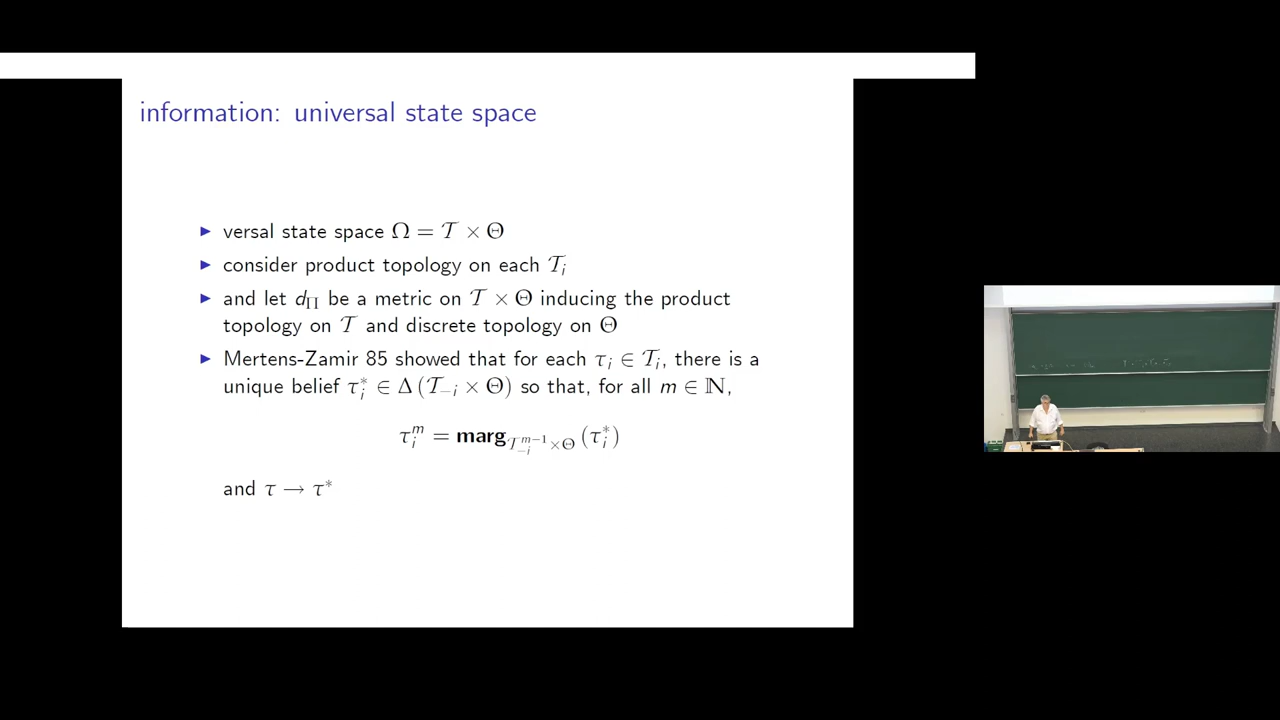 information: universal state space
▶ versal state space Ω = 𝒯 × Θ
▶ consider product topology on each 𝒯ᵢ
▶ and let d_Π be a metric on 𝒯 × Θ inducing the product
topology on 𝒯 and discrete topology on Θ
▶ Mertens-Zamir 85 showed that for each τᵢ ∈ 𝒯ᵢ, there is a
unique belief τᵢ* ∈ Δ (𝒯₋ᵢ × Θ) so that, for all m ∈ ℕ,
τᵢᵐ = marg_{𝒯₋ᵢᵐ⁻¹×Θ} (τᵢ*)
and τ → τ*